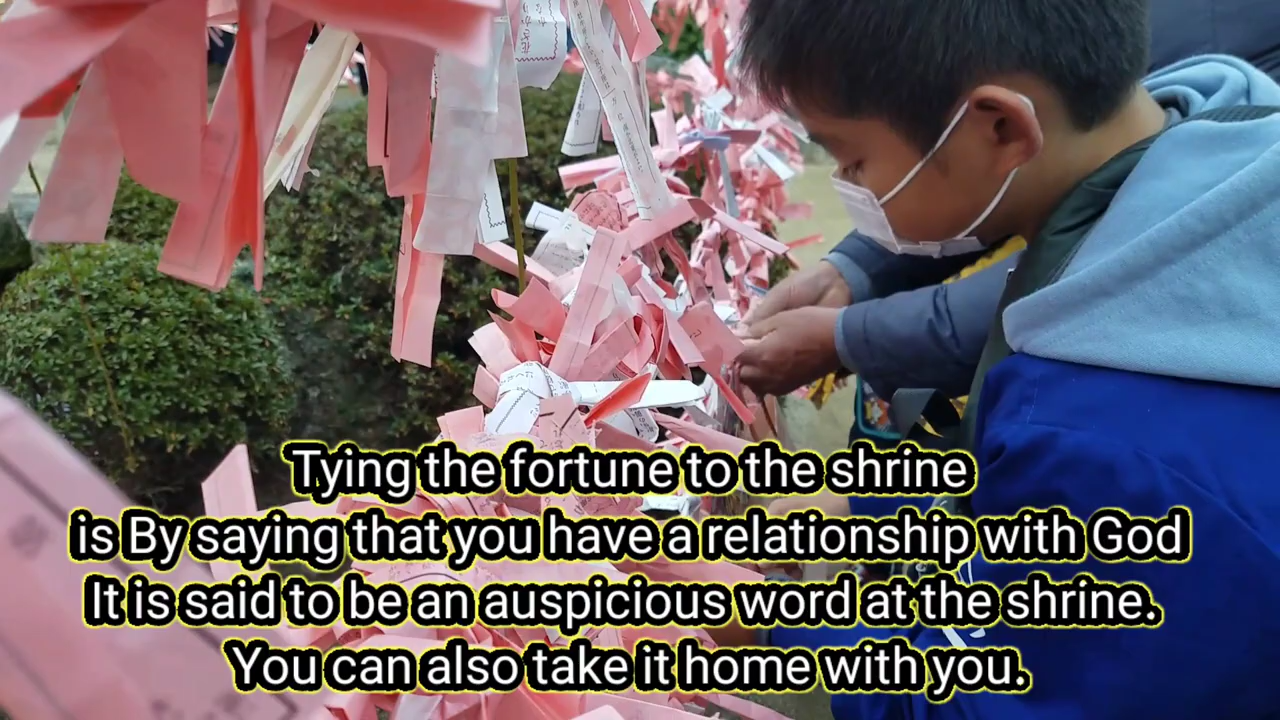 Tying the fortune to the shrine
is By saying that you have a relationship with God
It is said to be an auspicious word at the shrine.
You can also take it home with you.